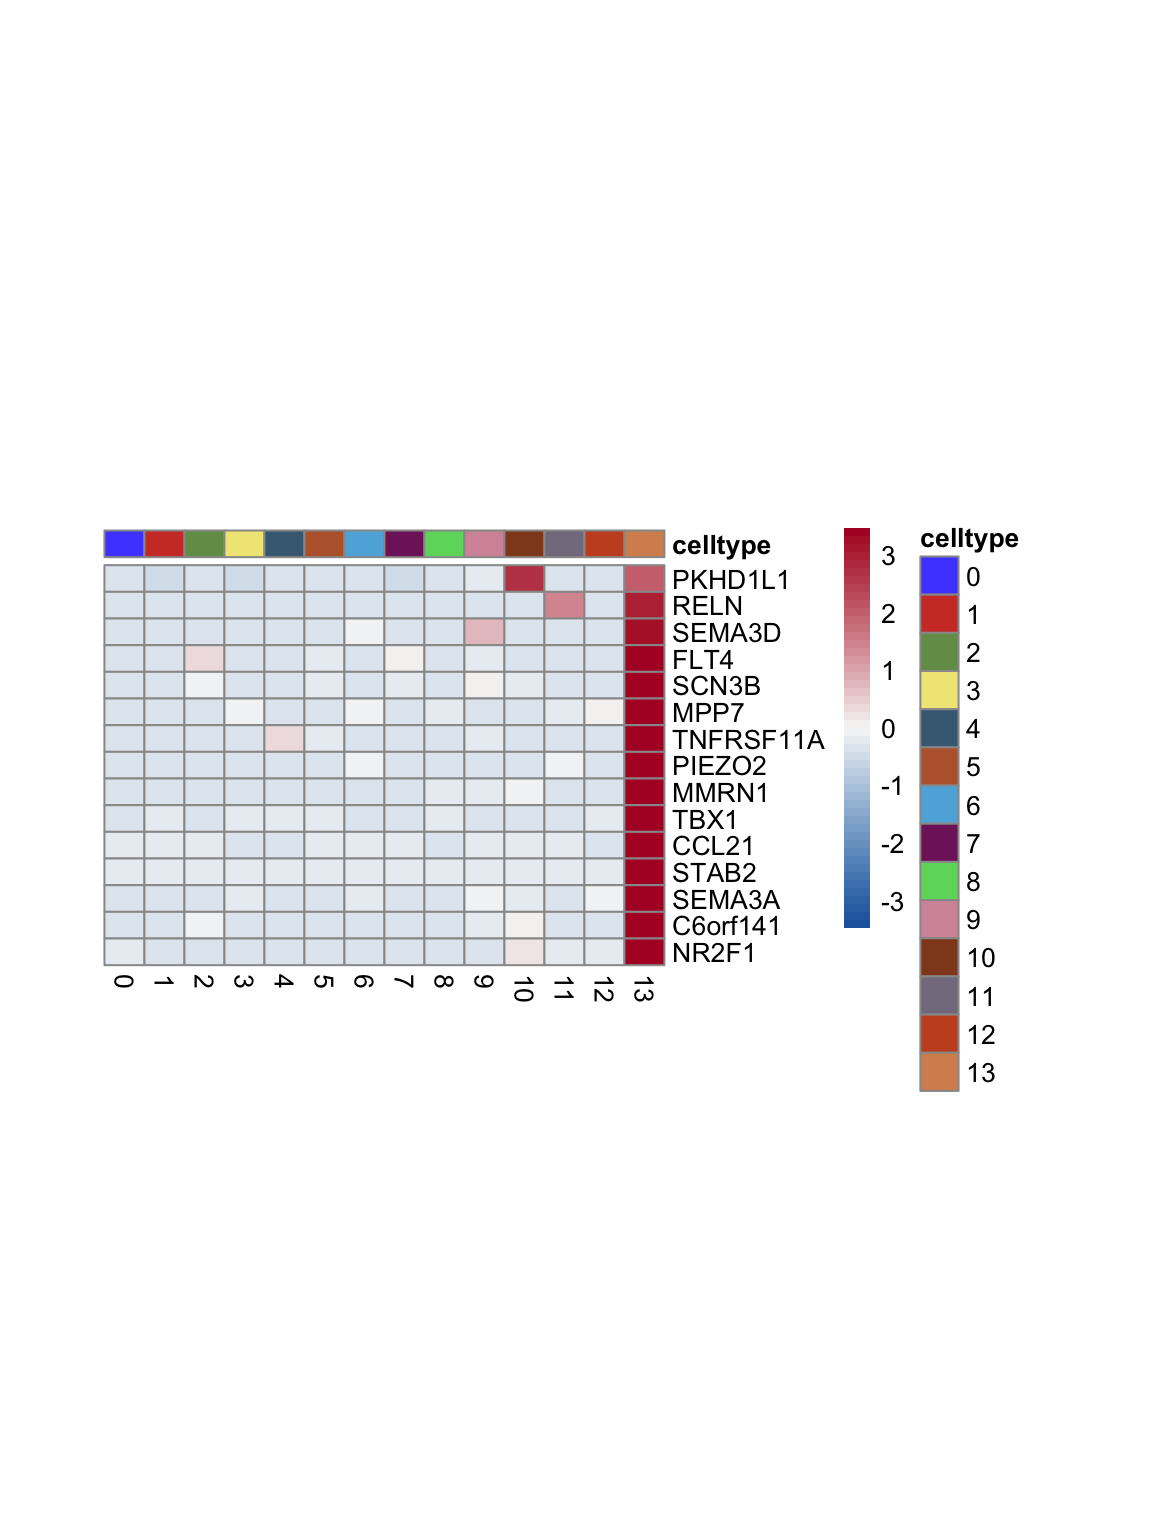 celltype
PKHD1L1
RELN
SEMA3D
FLT4
SCN3B
MPP7
TNFRSF11A
PIEZO2
MMRN1
TBX1
CCL21
STAB2
SEMA3A
C6orf141
NR2F1
0 1 2 3 4 5 6 7 8 9 10 11 12 13
3
2
1
0
-1
-2
-3
celltype
0
1
2
3
4
5
6
7
8
9
10
11
12
13